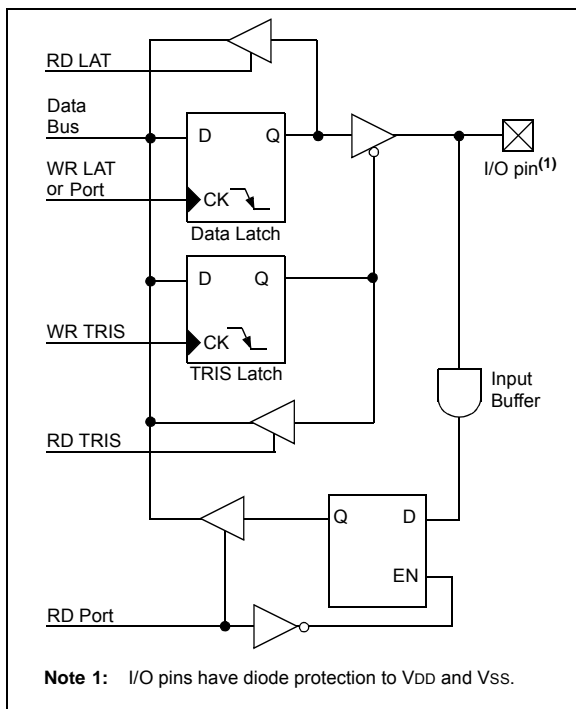 RD LAT
Data
Bus
D Q
I/O pin(1)
WR LAT
or Port
CK
Data Latch
D Q
WR TRIS
CK
TRIS Latch
Input
Buffer
RD TRIS
Q D
EN
RD Port
Note 1: I/O pins have diode protection to VDD and VSS.